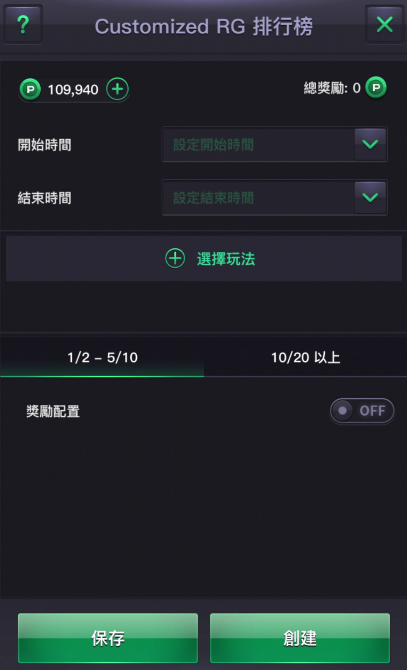 ?
Customized RG 排行榜
P 109,940
總獎勵: 0 P
開始時間
設定開始時間
結束時間
設定結束時間
選擇玩法
1/2 – 5/10
10/20 以上
獎勵配置
OFF
保存
創建